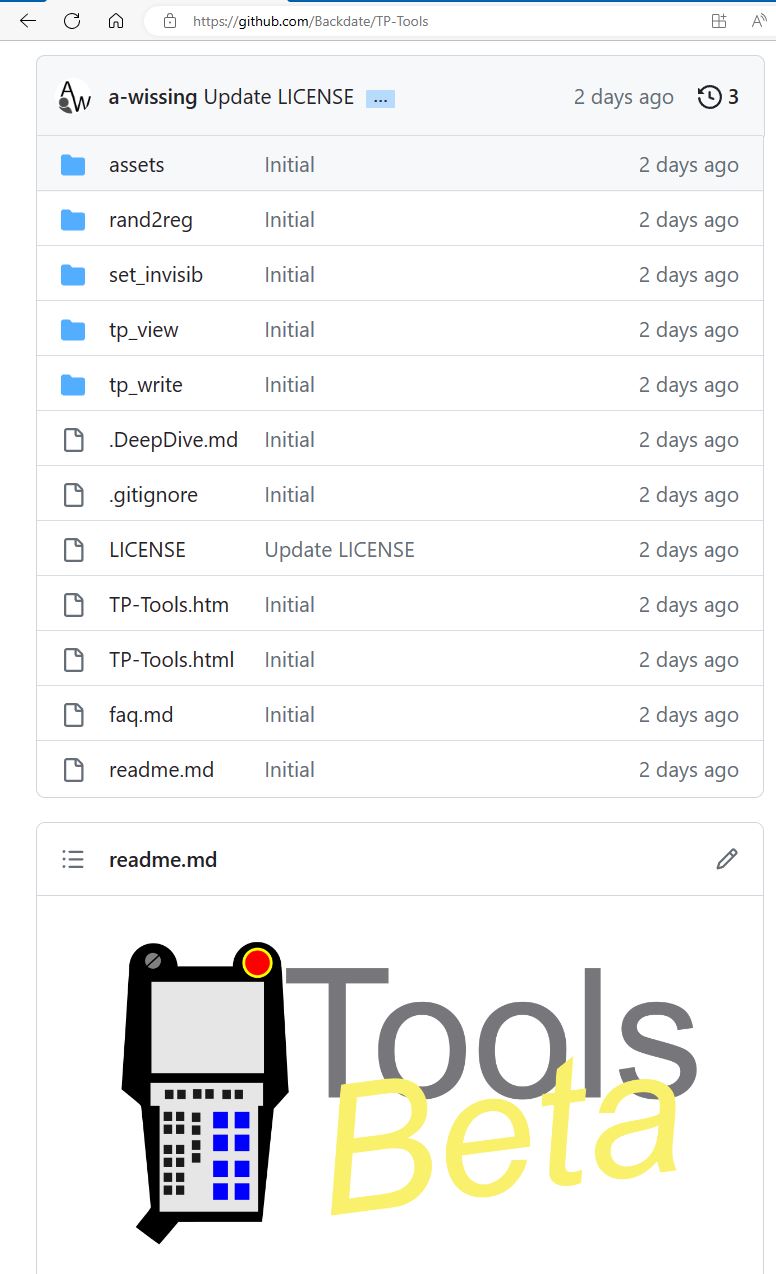 https://github.com/Backdate/TP-Tools
AW a-wissing Update LICENSE ... 2 days ago 3
assets Initial 2 days ago
rand2reg Initial 2 days ago
set_invisib Initial 2 days ago
tp_view Initial 2 days ago
tp_write Initial 2 days ago
.DeepDive.md Initial 2 days ago
.gitignore Initial 2 days ago
LICENSE Update LICENSE 2 days ago
TP-Tools.htm Initial 2 days ago
TP-Tools.html Initial 2 days ago
faq.md Initial 2 days ago
readme.md Initial 2 days ago
readme.md
Tools
Beta